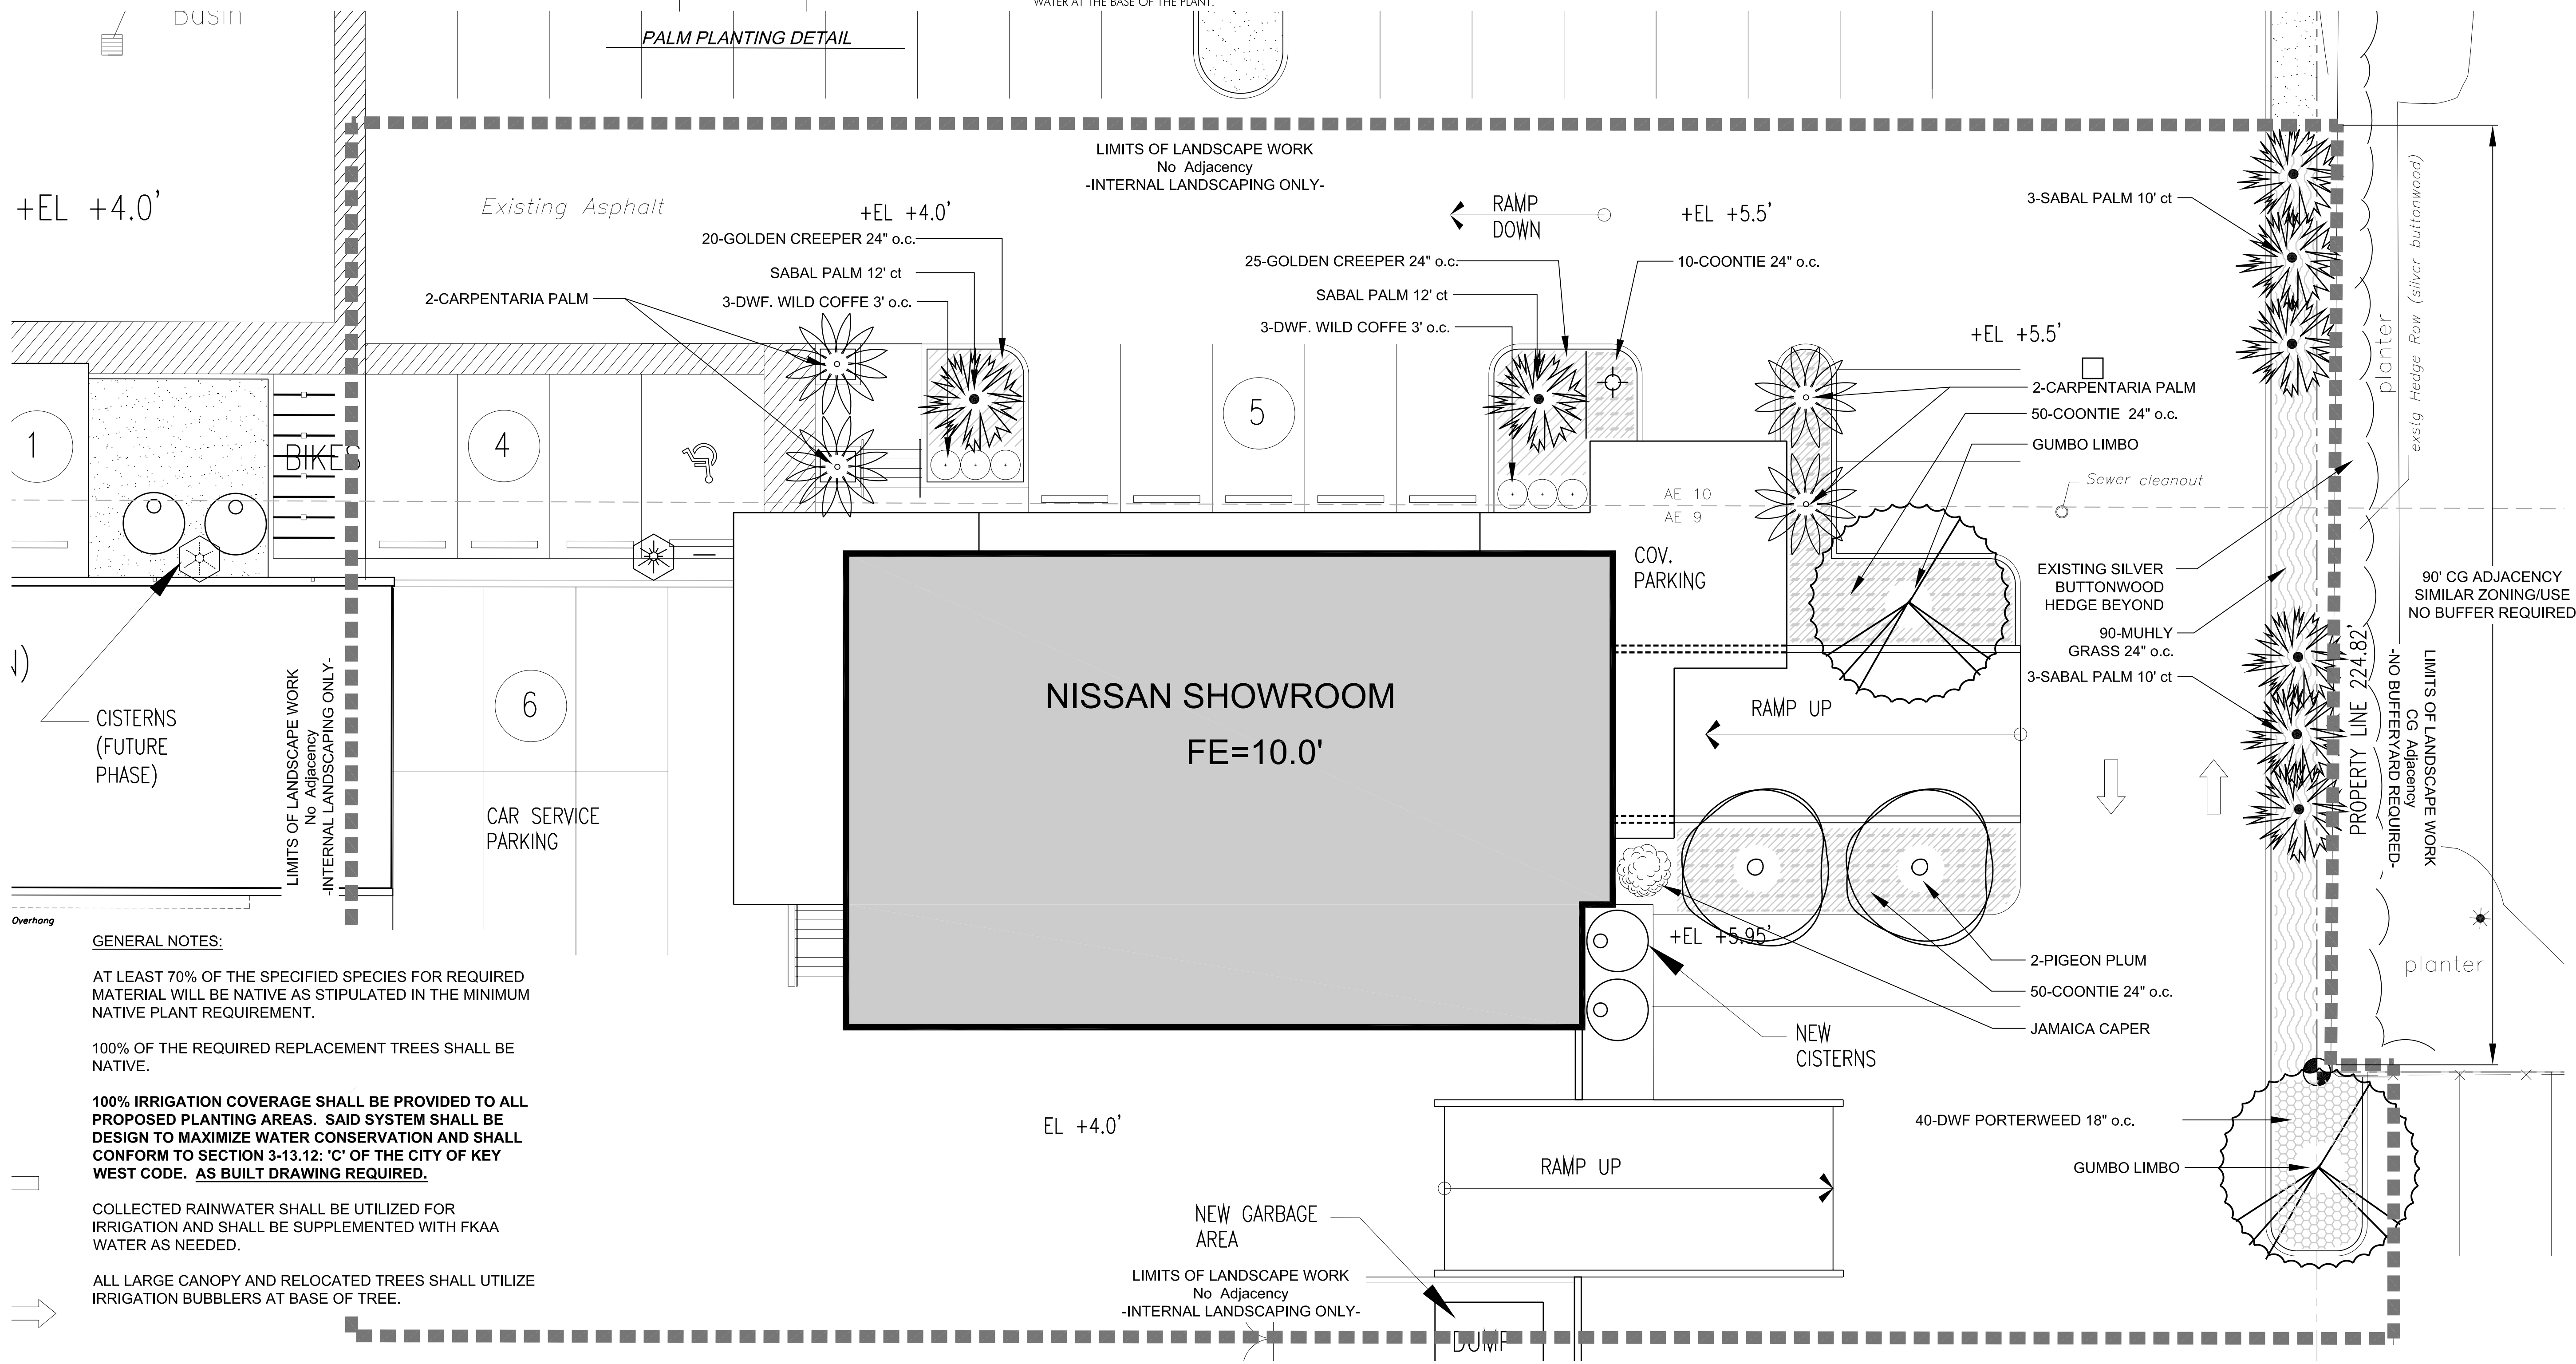 Basin
WATER AT THE BASE OF THE PLANT.
PALM PLANTING DETAIL
LIMITS OF LANDSCAPE WORK
No Adjacency
-INTERNAL LANDSCAPING ONLY-
+EL +4.0'
Existing Asphalt
+EL +4.0'
RAMP
DOWN
+EL +5.5'
3-SABAL PALM 10' ct
20-GOLDEN CREEPER 24" o.c.
SABAL PALM 12' ct
3-DWF. WILD COFFE 3' o.c.
2-CARPENTARIA PALM
25-GOLDEN CREEPER 24" o.c.
SABAL PALM 12' ct
3-DWF. WILD COFFE 3' o.c.
10-COONTIE 24" o.c.
+EL +5.5'
planter
exstg Hedge Row (silver buttonwood)
1
BIKES
4
5
2-CARPENTARIA PALM
50-COONTIE 24" o.c.
GUMBO LIMBO
Sewer cleanout
AE 10
AE 9
COV.
PARKING
EXISTING SILVER
BUTTONWOOD
HEDGE BEYOND
90-MUHLY
GRASS 24" o.c.
3-SABAL PALM 10' ct
90' CG ADJACENCY
SIMILAR ZONING/USE
NO BUFFER REQUIRED
N)
CISTERNS
(FUTURE
PHASE)
LIMITS OF LANDSCAPE WORK
No Adjacency
-INTERNAL LANDSCAPING ONLY-
6
CAR SERVICE
PARKING
NISSAN SHOWROOM
FE=10.0'
RAMP UP
PROPERTY LINE 224.82'
LIMITS OF LANDSCAPE WORK
CG Adjacency
-NO BUFFERYARD REQUIRED-
Overhang
+EL +5.95'
2-PIGEON PLUM
50-COONTIE 24" o.c.
JAMAICA CAPER
planter
NEW
CISTERNS
GENERAL NOTES:
AT LEAST 70% OF THE SPECIFIED SPECIES FOR REQUIRED
MATERIAL WILL BE NATIVE AS STIPULATED IN THE MINIMUM
NATIVE PLANT REQUIREMENT.
100% OF THE REQUIRED REPLACEMENT TREES SHALL BE
NATIVE.
100% IRRIGATION COVERAGE SHALL BE PROVIDED TO ALL
PROPOSED PLANTING AREAS. SAID SYSTEM SHALL BE
DESIGN TO MAXIMIZE WATER CONSERVATION AND SHALL
CONFORM TO SECTION 3-13.12: 'C' OF THE CITY OF KEY
WEST CODE. AS BUILT DRAWING REQUIRED.
COLLECTED RAINWATER SHALL BE UTILIZED FOR
IRRIGATION AND SHALL BE SUPPLEMENTED WITH FKAA
WATER AS NEEDED.
ALL LARGE CANOPY AND RELOCATED TREES SHALL UTILIZE
IRRIGATION BUBBLERS AT BASE OF TREE.
EL +4.0'
40-DWF PORTERWEED 18" o.c.
GUMBO LIMBO
RAMP UP
NEW GARBAGE
AREA
LIMITS OF LANDSCAPE WORK
No Adjacency
-INTERNAL LANDSCAPING ONLY-
DUMP